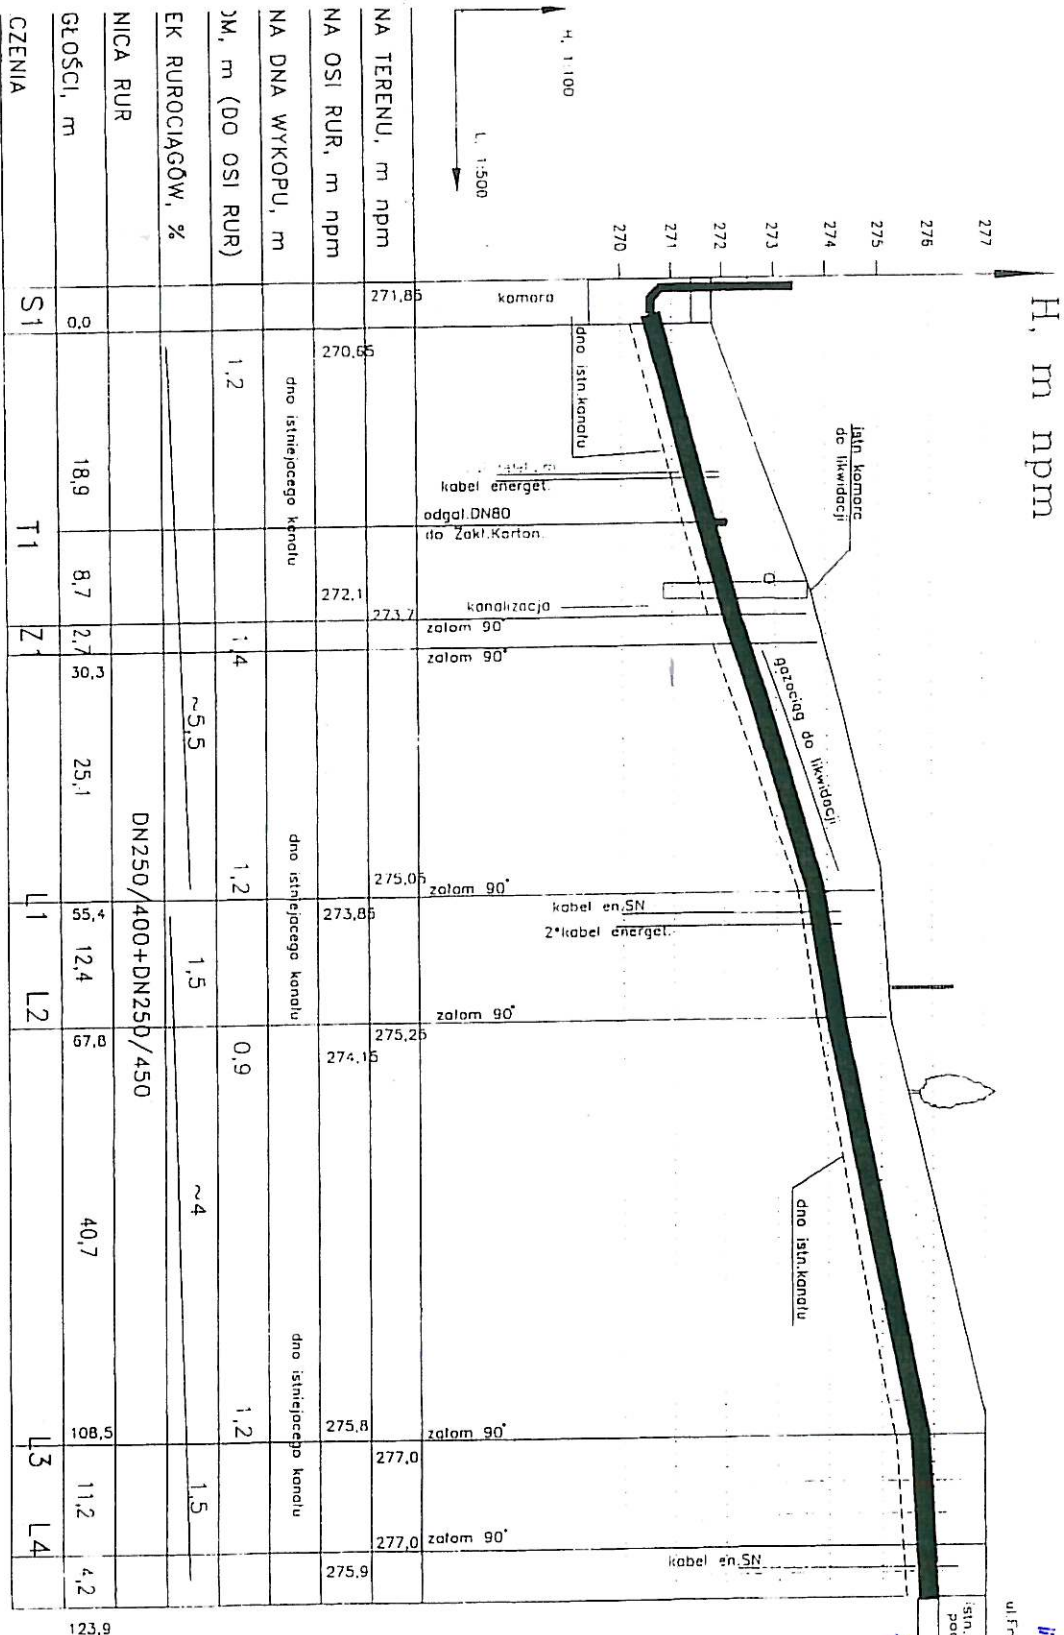 H, m npm
277
276
275
274
273
272
271
270
H, 1:100
L, 1:500
komora
dno istn.kanału
istn komora
do likwidacji
kabel energet.
odgał.DN80
do Zakł.Karton.
kanalizacja
załom 90°
załom 90°
gazociąg do likwidacji
załom 90°
kabel en.SN
2*kabel energet.
załom 90°
dno istn.kanału
załom 90°
załom 90°
kabel en.SN
istn.
NA TERENU, m npm
271,85
273,7
275,05
275,25
277,0
277,0
NA OSI RUR, m npm
270,65
272,1
273,85
274,15
275,8
275,9
NA DNA WYKOPU, m
dno istniejącego kanału
dno istniejącego kanału
dno istniejącego kanału
M, m (DO OSI RUR)
1,2
1,4
1,2
0,9
1,2
EK RUROCIĄGÓW, %
~5,5
1,5
~4
1,5
NICA RUR
DN250/400+DN250/450
GŁOŚCI, m
0,0
18,9
8,7
2,7
30,3
25,1
55,4
12,4
67,8
40,7
108,5
11,2
4,2
123,9
CZENIA
S1
T1
Z1
L1
L2
L3
L4